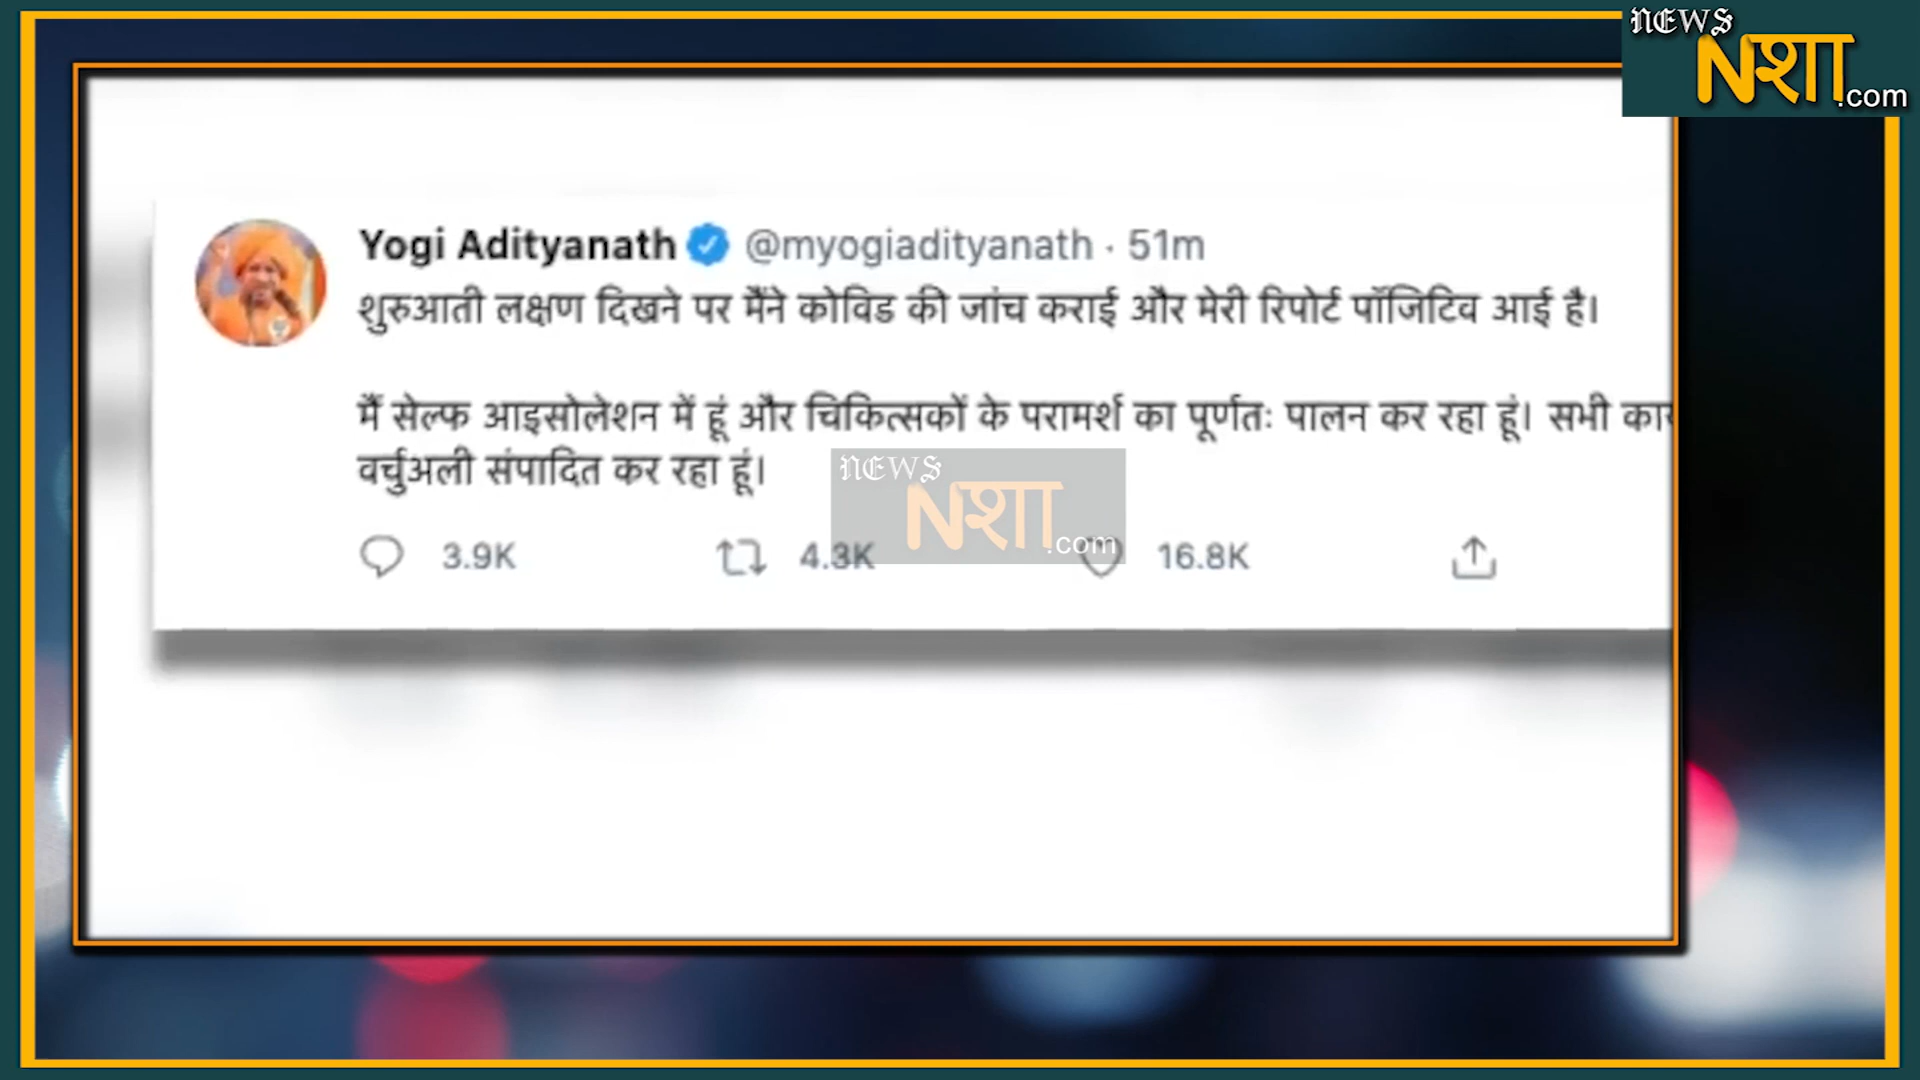 NEWS
Nशा.com
Yogi Adityanath @myogiadityanath · 51m
शुरुआती लक्षण दिखने पर मैंने कोविड की जांच कराई और मेरी रिपोर्ट पॉजिटिव आई है।
मैं सेल्फ आइसोलेशन में हूं और चिकित्सकों के परामर्श का पूर्णतः पालन कर रहा हूं। सभी
वर्चुअली संपादित कर रहा हूं।
NEWS
Nशा.com
3.9K 4.3K 16.8K